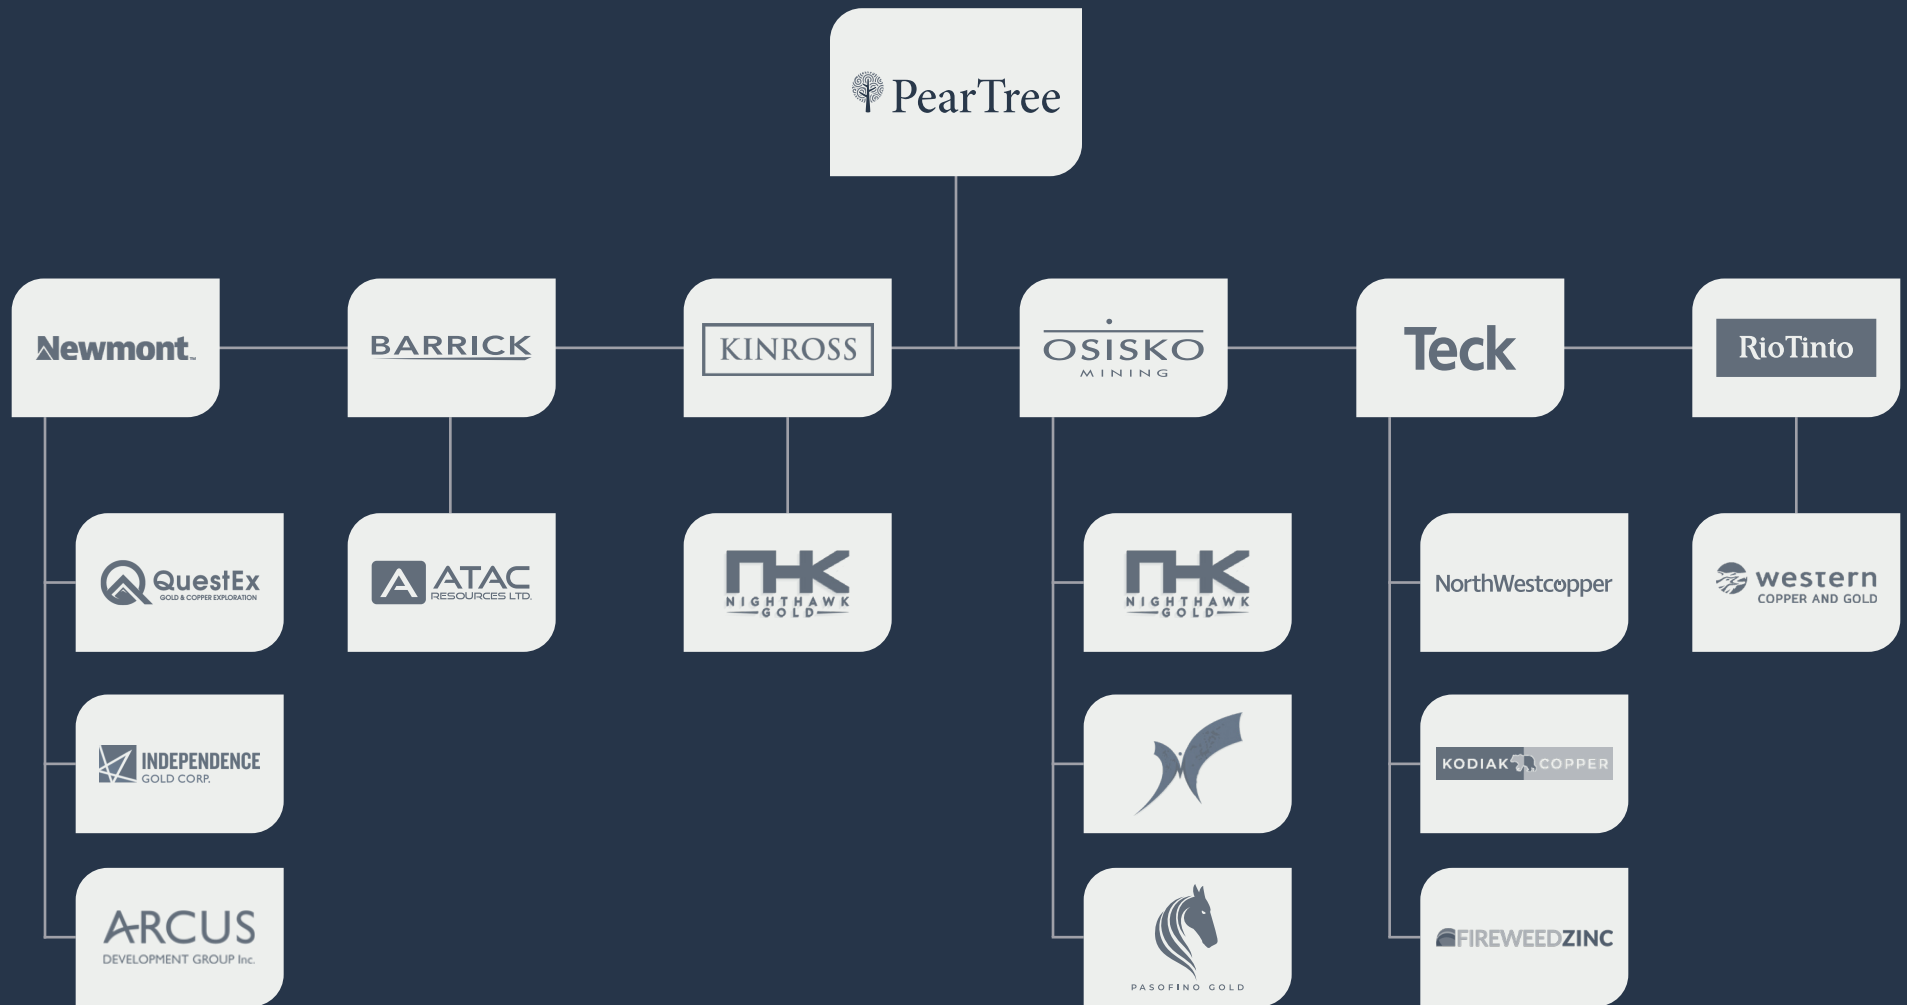 PearTree
Newmont™
BARRICK
KINROSS
OSISKO
MINING
Teck
RioTinto
QuestEx
GOLD & COPPER EXPLORATION
ATAC
RESOURCES LTD.
NHK
NIGHTHAWK
GOLD
NHK
NIGHTHAWK
GOLD
NorthWestcopper
western
COPPER AND GOLD
INDEPENDENCE
GOLD CORP.
KODIAK COPPER
ARCUS
DEVELOPMENT GROUP Inc.
PASOFINO GOLD
FIREWEEDZINC